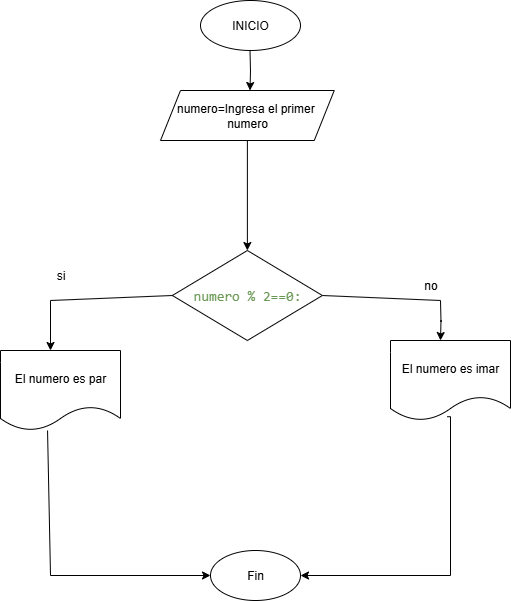 INICIO
numero=Ingresa el primer
numero
si
no
numero % 2==0:
El numero es par
El numero es imar
Fin